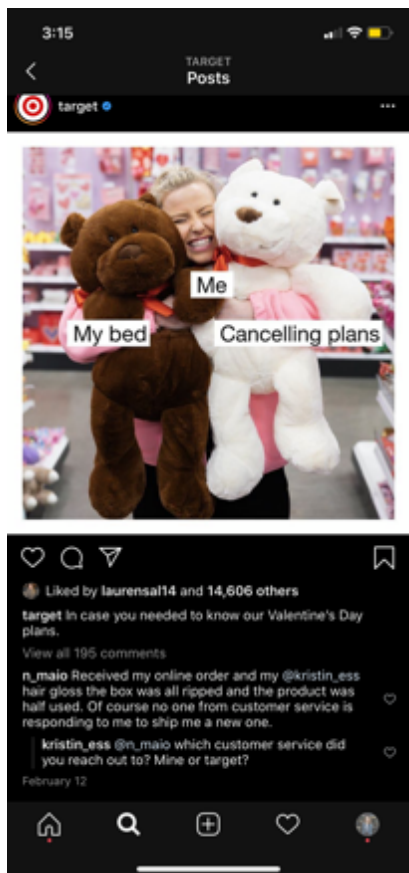 3:15
TARGET
Posts
target
Me
My bed
Cancelling plans
Liked by laurensal14 and 14,606 others
target In case you needed to know our Valentine's Day
plans.
View all 195 comments
n_maio Received my online order and my @kristin_ess
hair gloss the box was all ripped and the product was
half used. Of course no one from customer service is
responding to me to ship me a new one.
kristin_ess @n_maio which customer service did
you reach out to? Mine or target?
February 12